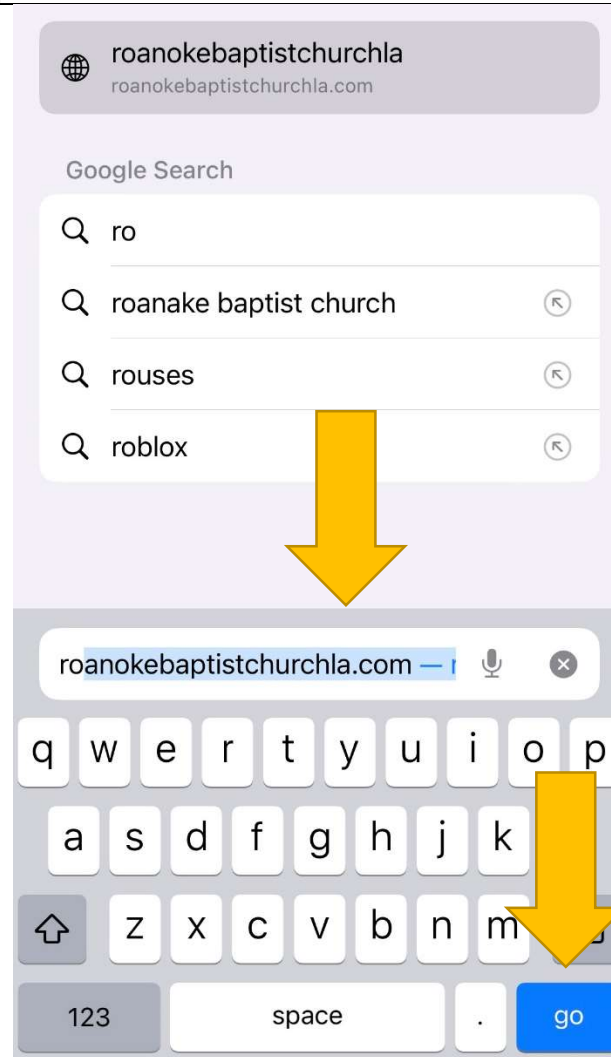 roanokebaptistchurchla
roanokebaptistchurchla.com
Google Search
ro
roanake baptist church
rouses
roblox
roanokebaptistchurchla.com — r
q w e r t y u i o p
a s d f g h j k
z x c v b n m
123 space . go